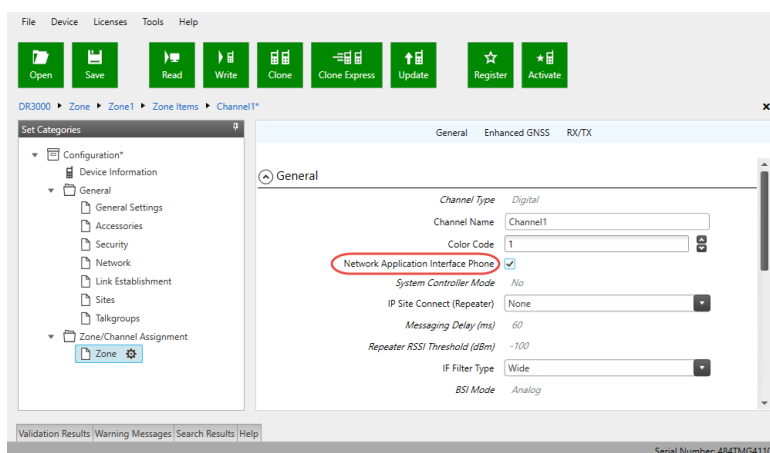 File Device Licenses Tools Help
Open Save Read Write Clone Clone Express Update Register Activate
DR3000 Zone Zone1 Zone Items Channel1*
Set Categories
Configuration*
Device Information
General
General Settings
Accessories
Security
Network
Link Establishment
Sites
Talkgroups
Zone/Channel Assignment
Zone
General Enhanced GNSS RX/TX
General
Channel Type Digital
Channel Name Channel1
Color Code 1
Network Application Interface Phone
System Controller Mode No
IP Site Connect (Repeater) None
Messaging Delay (ms) 60
Repeater RSSI Threshold (dBm) -100
IF Filter Type Wide
BSI Mode Analog
Validation Results Warning Messages Search Results Help
Serial Number: 484TMG4110